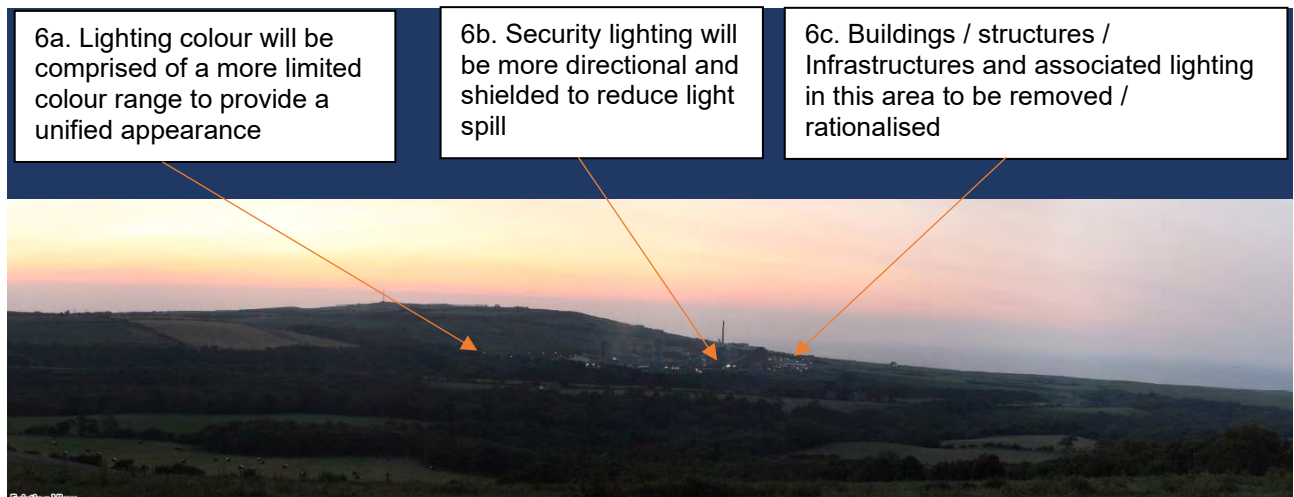 6a. Lighting colour will be
comprised of a more limited
colour range to provide a
unified appearance
6b. Security lighting will
be more directional and
shielded to reduce light
spill
6c. Buildings / structures /
Infrastructures and associated lighting
in this area to be removed /
rationalised